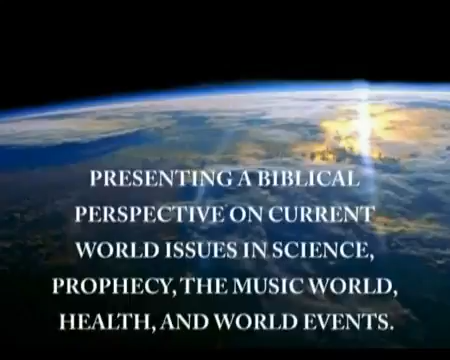 PRESENTING A BIBLICAL
PERSPECTIVE ON CURRENT
WORLD ISSUES IN SCIENCE,
PROPHECY, THE MUSIC WORLD,
HEALTH, AND WORLD EVENTS.